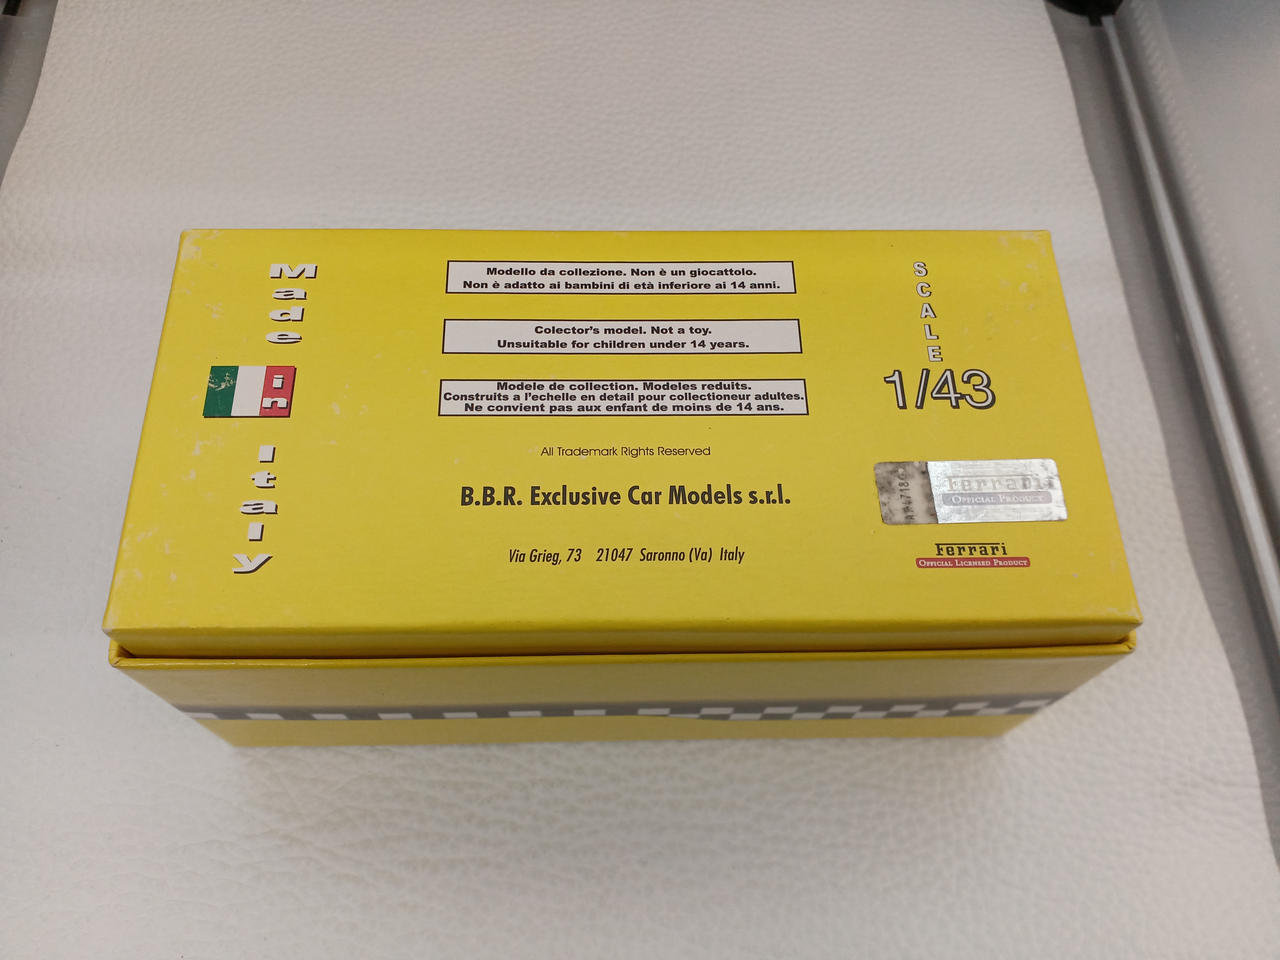 Made
in
Italy
Modello da collezione. Non è un giocattolo.
Non è adatto ai bambini di età inferiore ai 14 anni.
Colector's model. Not a toy.
Unsuitable for children under 14 years.
Modele de collection. Modeles reduits.
Construits a l'echelle en detail pour collectioneur adultes.
Ne convient pas aux enfant de moins de 14 ans.
All Trademark Rights Reserved
B.B.R. Exclusive Car Models s.r.l.
Via Grieg, 73 21047 Saronno (Va) Italy
SCALE
1/43
Ferrari
OFFICIAL PRODUCT
Ferrari
OFFICIAL LICENSED PRODUCT